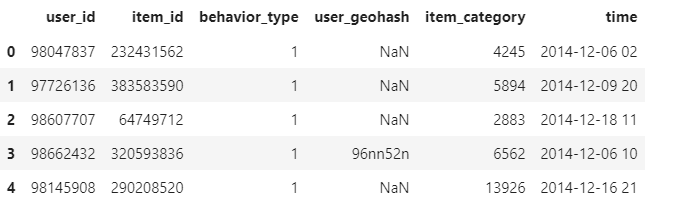 user_id item_id behavior_type user_geohash item_category time
0 98047837 232431562 1 NaN 4245 2014-12-06 02
1 97726136 383583590 1 NaN 5894 2014-12-09 20
2 98607707 64749712 1 NaN 2883 2014-12-18 11
3 98662432 320593836 1 96nn52n 6562 2014-12-06 10
4 98145908 290208520 1 NaN 13926 2014-12-16 21